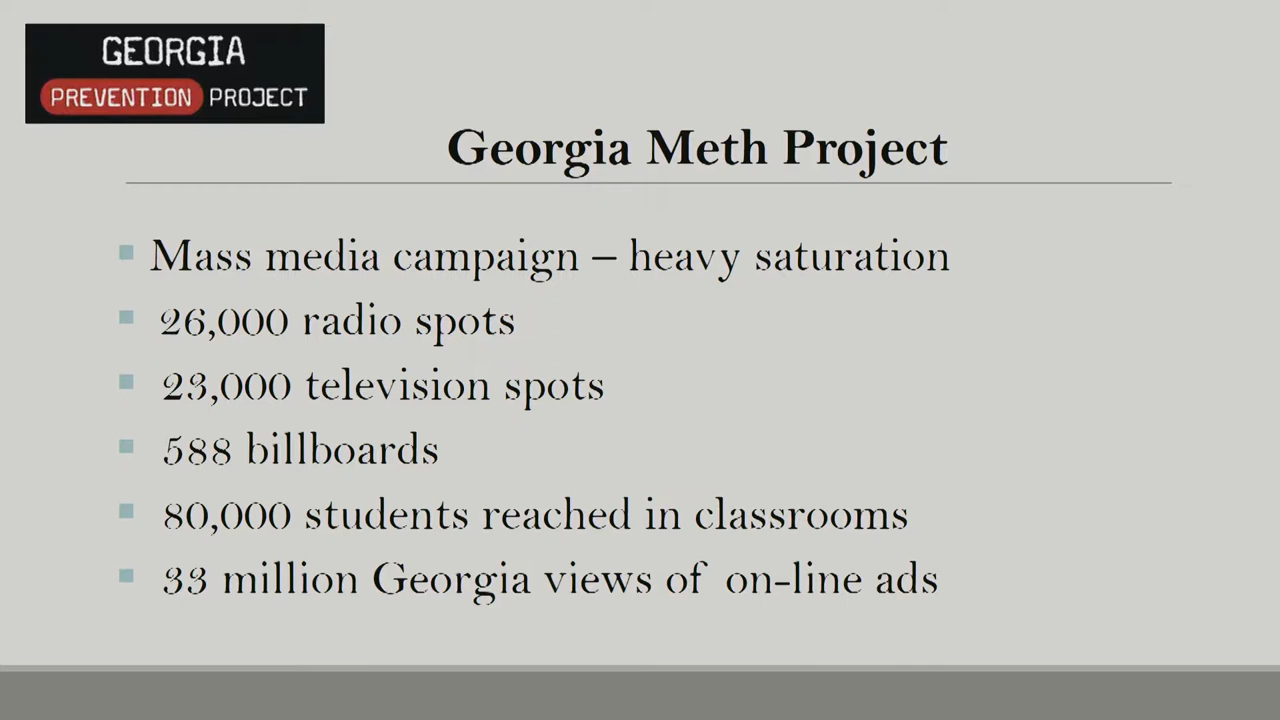 GEORGIA
PREVENTION PROJECT
Georgia Meth Project
Mass media campaign – heavy saturation
26,000 radio spots
23,000 television spots
588 billboards
80,000 students reached in classrooms
33 million Georgia views of on-line ads